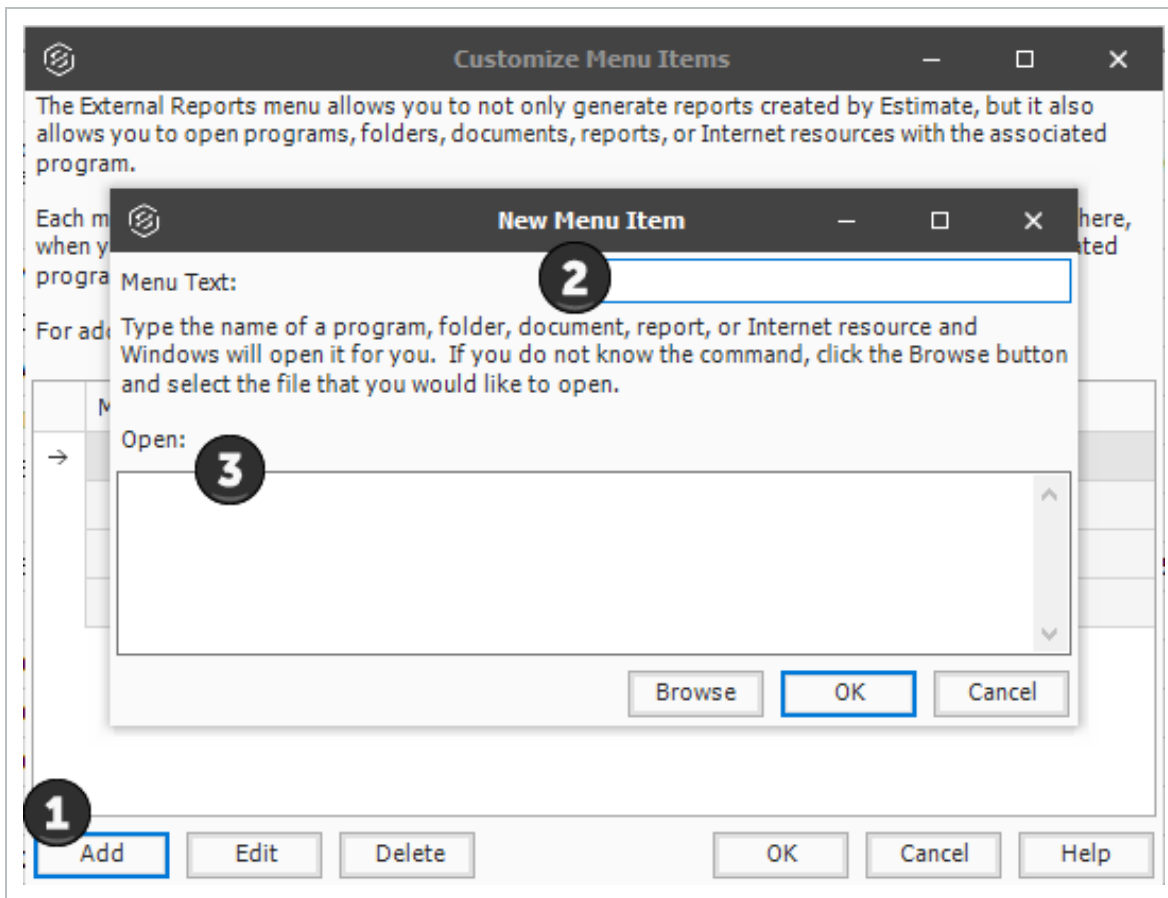 Customize Menu Items
The External Reports menu allows you to not only generate reports created by Estimate, but it also
allows you to open programs, folders, documents, reports, or Internet resources with the associated
program.
Each m
here,
when y
ated
progra
For add
M
New Menu Item
2
Menu Text:
Type the name of a program, folder, document, report, or Internet resource and
Windows will open it for you. If you do not know the command, click the Browse button
and select the file that you would like to open.
Open:
3
Browse OK Cancel
1
Add Edit Delete OK Cancel Help